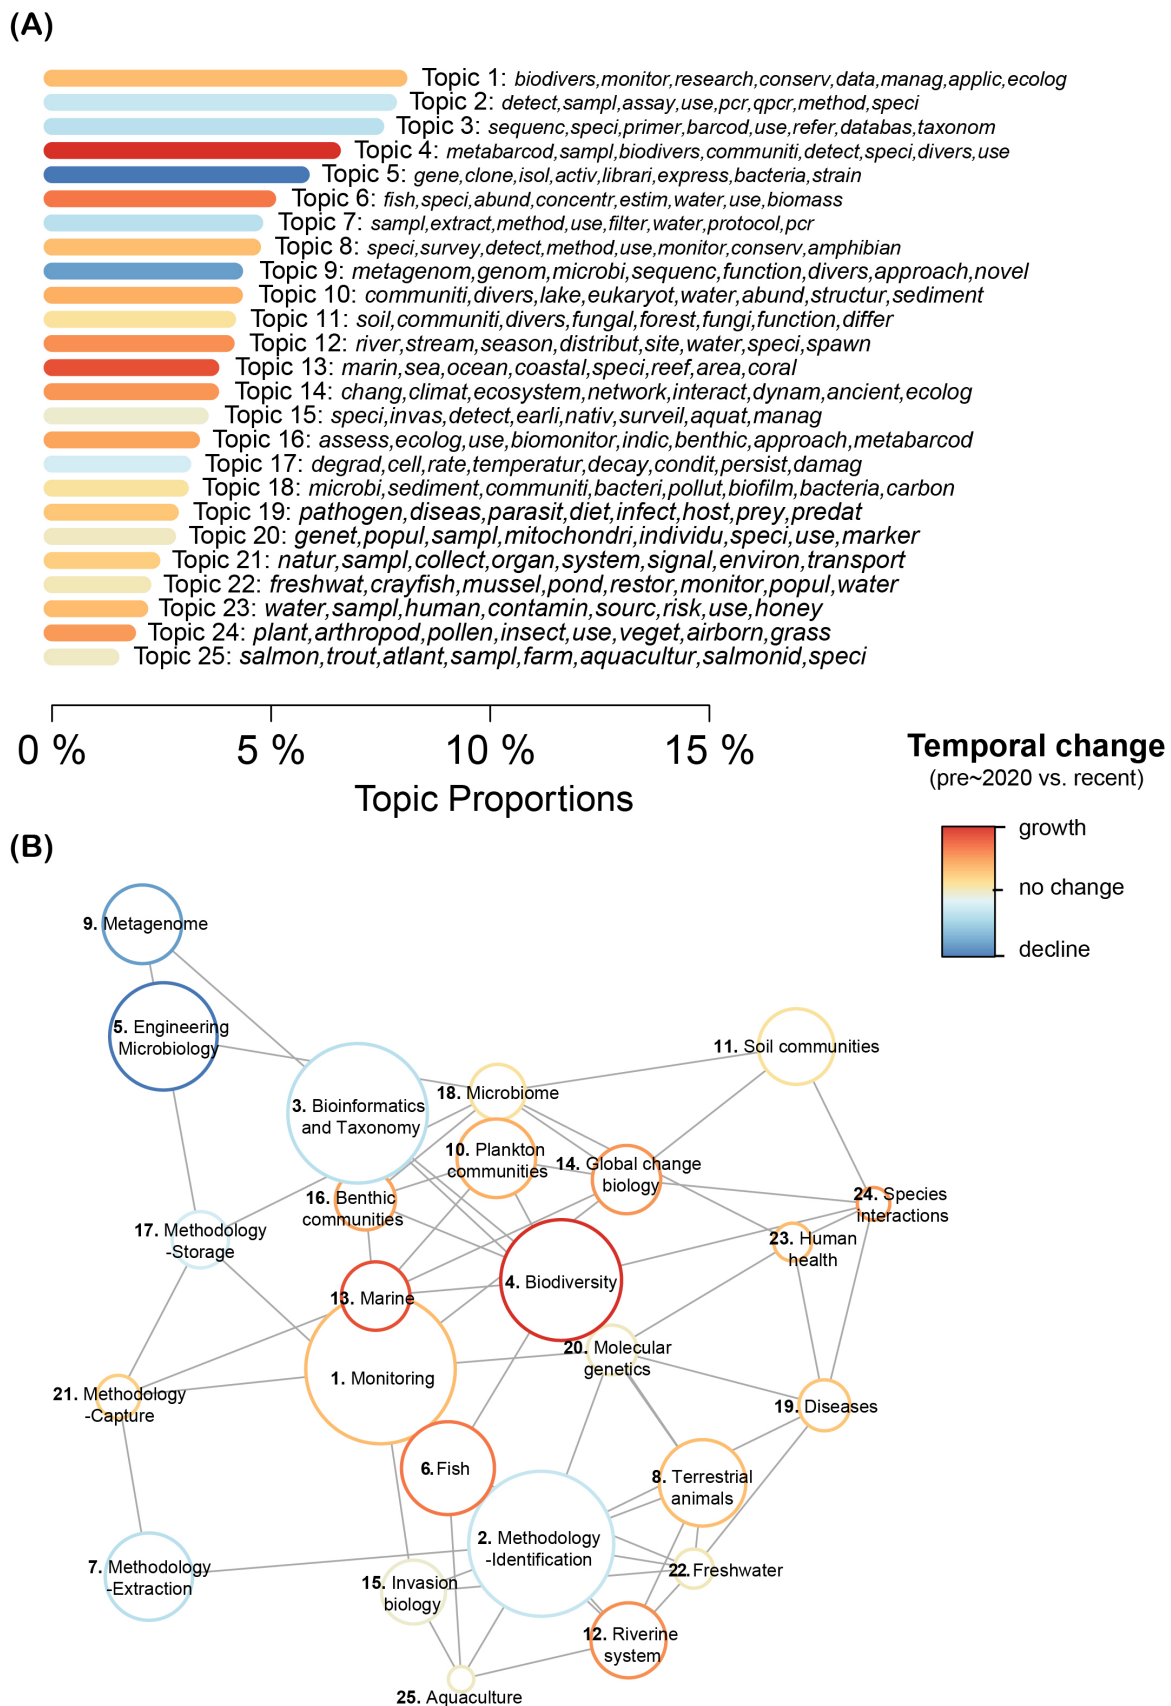 (A)
Topic 1: biodivers,monitor,research,conserv,data,manag,applic,ecolog
Topic 2: detect,sampl,assay,use,pcr,qpcr,method,speci
Topic 3: sequenc,speci,primer,barcod,use,refer,databas,taxonom
Topic 4: metabarcod,sampl,biodivers,communiti,detect,speci,divers,use
Topic 5: gene,clone,isol,activ,librari,express,bacteria,strain
Topic 6: fish,speci,abund,concentr,estim,water,use,biomass
Topic 7: sampl,extract,method,use,filter,water,protocol,pcr
Topic 8: speci,survey,detect,method,use,monitor,conserv,amphibian
Topic 9: metagenom,genom,microbi,sequenc,function,divers,approach,novel
Topic 10: communiti,divers,lake,eukaryot,water,abund,structur,sediment
Topic 11: soil,communiti,divers,fungal,forest,fungi,function,differ
Topic 12: river,stream,season,distribut,site,water,speci,spawn
Topic 13: marin,sea,ocean,coastal,speci,reef,area,coral
Topic 14: chang,climat,ecosystem,network,interact,dynam,ancient,ecolog
Topic 15: speci,invas,detect,earli,nativ,surveil,aquat,manag
Topic 16: assess,ecolog,use,biomonitor,indic,benthic,approach,metabarcod
Topic 17: degrad,cell,rate,temperatur,decay,condit,persist,damag
Topic 18: microbi,sediment,communiti,bacteri,pollut,biofilm,bacteria,carbon
Topic 19: pathogen,diseas,parasit,diet,infect,host,prey,predat
Topic 20: genet,popul,sampl,mitochondri,individu,speci,use,marker
Topic 21: natur,sampl,collect,organ,system,signal,environ,transport
Topic 22: freshwat,crayfish,mussel,pond,restor,monitor,popul,water
Topic 23: water,sampl,human,contamin,sourc,risk,use,honey
Topic 24: plant,arthropod,pollen,insect,use,veget,airborn,grass
Topic 25: salmon,trout,atlant,sampl,farm,aquacultur,salmonid,speci
0 % 5 % 10 % 15 %
Topic Proportions
Temporal change
(pre~2020 vs. recent)
growth
no change
decline
(B)
9. Metagenome
5. Engineering
Microbiology
11. Soil communities
18. Microbiome
3. Bioinformatics
and Taxonomy
10. Plankton
communities
14. Global change
biology
16. Benthic
communities
24. Species
interactions
17. Methodology
-Storage
23. Human
health
4. Biodiversity
13. Marine
20. Molecular
genetics
1. Monitoring
21. Methodology
-Capture
19. Diseases
6. Fish
8. Terrestrial
animals
2. Methodology
-Identification
7. Methodology
-Extraction
22. Freshwater
15. Invasion
biology
12. Riverine
system
25. Aquaculture